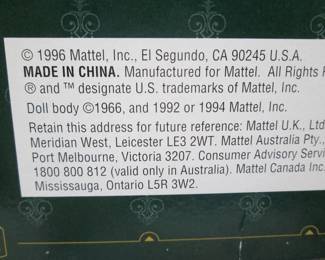 © 1996 Mattel, Inc., El Segundo, CA 90245 U.S.A.
MADE IN CHINA. Manufactured for Mattel. All Rights
® and ™ designate U.S. trademarks of Mattel, Inc.
Doll body ©1966, and 1992 or 1994 Mattel, Inc.
Retain this address for future reference: Mattel U.K., Ltd
Meridian West, Leicester LE3 2WT. Mattel Australia Pty.,
Port Melbourne, Victoria 3207. Consumer Advisory Servi
1800 800 812 (valid only in Australia). Mattel Canada Inc
Mississauga, Ontario L5R 3W2.